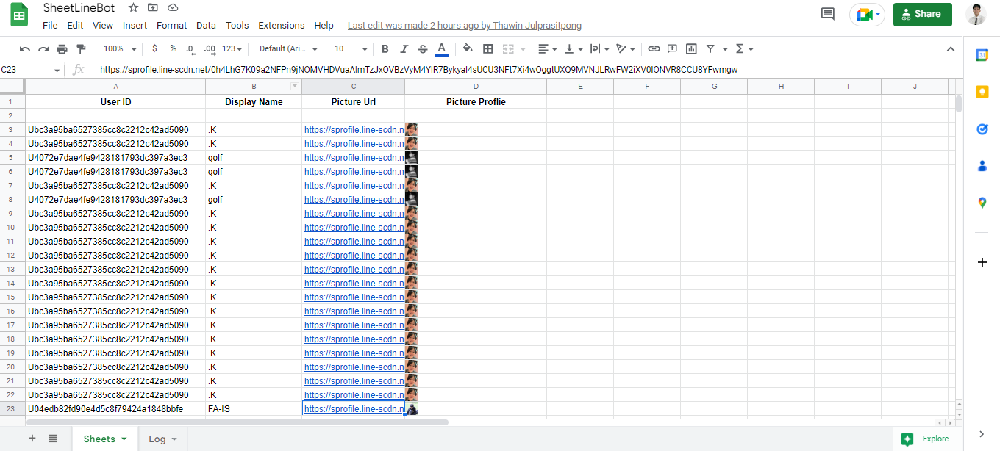 SheetLineBot
File Edit View Insert Format Data Tools Extensions Help Last edit was made 2 hours ago by Thawin Julprasitpong
Share
100% $ % .0 .00 123 Default (Ari... 10 B I S A
31
C23 fx https://sprofile.line-scdn.net/0h4LhG7K09a2NFPn9jNOMVHDVuaAlmTzJxOVBzVyM4YlR7Bykyal4sUCU3NFt7Xi4wOggtUXQ9MVNJLRwFW2iXV0lONVR8CCU8YFwmgw
A B C D E F G H I J
1 User ID Display Name Picture Url Picture Proflie
2
3 Ubc3a95ba6527385cc8c2212c42ad5090 .K https://sprofile.line-scdn.n
4 Ubc3a95ba6527385cc8c2212c42ad5090 .K https://sprofile.line-scdn.n
5 U4072e7dae4fe9428181793dc397a3ec3 golf https://sprofile.line-scdn.n
6 U4072e7dae4fe9428181793dc397a3ec3 golf https://sprofile.line-scdn.n
7 Ubc3a95ba6527385cc8c2212c42ad5090 .K https://sprofile.line-scdn.n
8 U4072e7dae4fe9428181793dc397a3ec3 golf https://sprofile.line-scdn.n
9 Ubc3a95ba6527385cc8c2212c42ad5090 .K https://sprofile.line-scdn.n
10 Ubc3a95ba6527385cc8c2212c42ad5090 .K https://sprofile.line-scdn.n
11 Ubc3a95ba6527385cc8c2212c42ad5090 .K https://sprofile.line-scdn.n
12 Ubc3a95ba6527385cc8c2212c42ad5090 .K https://sprofile.line-scdn.n
13 Ubc3a95ba6527385cc8c2212c42ad5090 .K https://sprofile.line-scdn.n
14 Ubc3a95ba6527385cc8c2212c42ad5090 .K https://sprofile.line-scdn.n
15 Ubc3a95ba6527385cc8c2212c42ad5090 .K https://sprofile.line-scdn.n
16 Ubc3a95ba6527385cc8c2212c42ad5090 .K https://sprofile.line-scdn.n
17 Ubc3a95ba6527385cc8c2212c42ad5090 .K https://sprofile.line-scdn.n
18 Ubc3a95ba6527385cc8c2212c42ad5090 .K https://sprofile.line-scdn.n
19 Ubc3a95ba6527385cc8c2212c42ad5090 .K https://sprofile.line-scdn.n
20 Ubc3a95ba6527385cc8c2212c42ad5090 .K https://sprofile.line-scdn.n
21 Ubc3a95ba6527385cc8c2212c42ad5090 .K https://sprofile.line-scdn.n
22 Ubc3a95ba6527385cc8c2212c42ad5090 .K https://sprofile.line-scdn.n
23 U04edb82fd90e4d5c8f79424a1848bbfe FA-IS https://sprofile.line-scdn.n
Sheets Log Explore